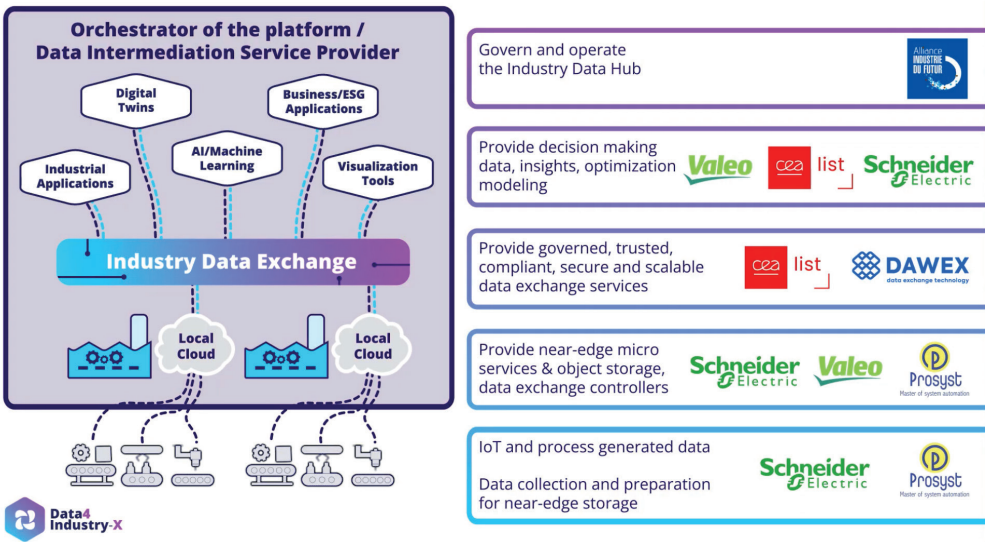 Orchestrator of the platform /
Data Intermediation Service Provider
Digital
Twins
Business/ESG
Applications
AI/Machine
Learning
Industrial
Applications
Visualization
Tools
Industry Data Exchange
Local
Cloud
Local
Cloud
Data4
Industry-X
Govern and operate
the Industry Data Hub
Alliance
INDUSTRIE
DU FUTUR
Provide decision making
data, insights, optimization
modeling
Valeo
cea list
Schneider
Electric
Provide governed, trusted,
compliant, secure and scalable
data exchange services
cea list
DAWEX
data exchange technology
Provide near-edge micro
services & object storage,
data exchange controllers
Schneider
Electric
Valeo
Prosyst
Master of system automation
IoT and process generated data
Data collection and preparation
for near-edge storage
Schneider
Electric
Prosyst
Master of system automation